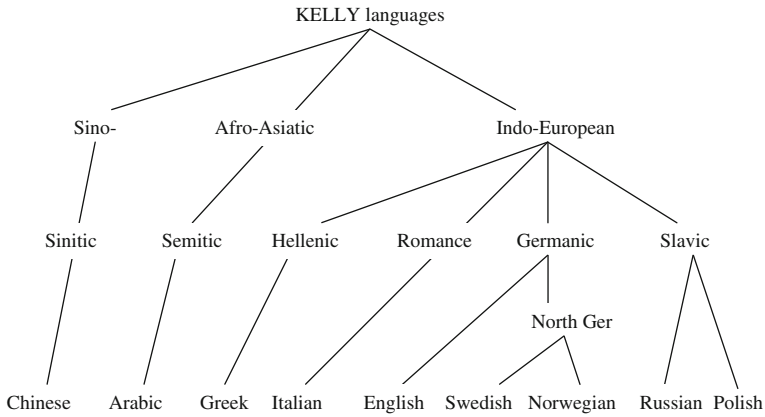 KELLY languages
Sino- Afro-Asiatic Indo-European
Sinitic Semitic Hellenic Romance Germanic Slavic
North Ger
Chinese Arabic Greek Italian English Swedish Norwegian Russian Polish